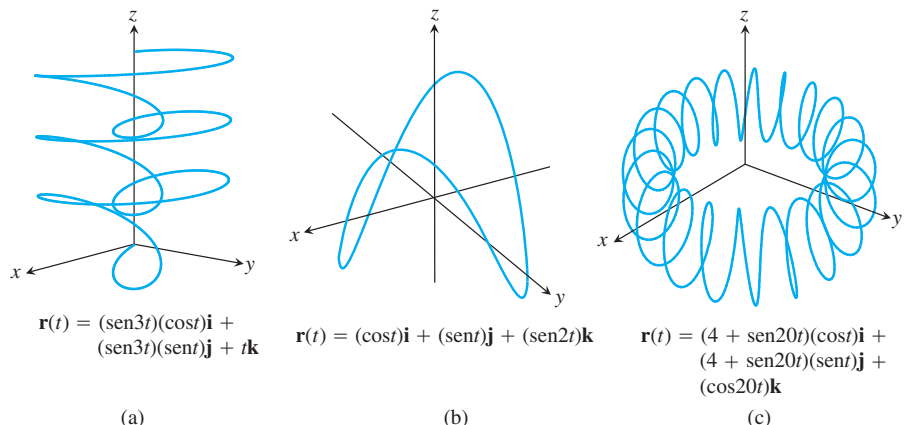 z
x
y
r(t) = (sen3t)(cost)i +
(sen3t)(sent)j + tk
(a)
z
x
y
r(t) = (cost)i + (sent)j + (sen2t)k
(b)
z
x
y
r(t) = (4 + sen20t)(cost)i +
(4 + sen20t)(sent)j +
(cos20t)k
(c)